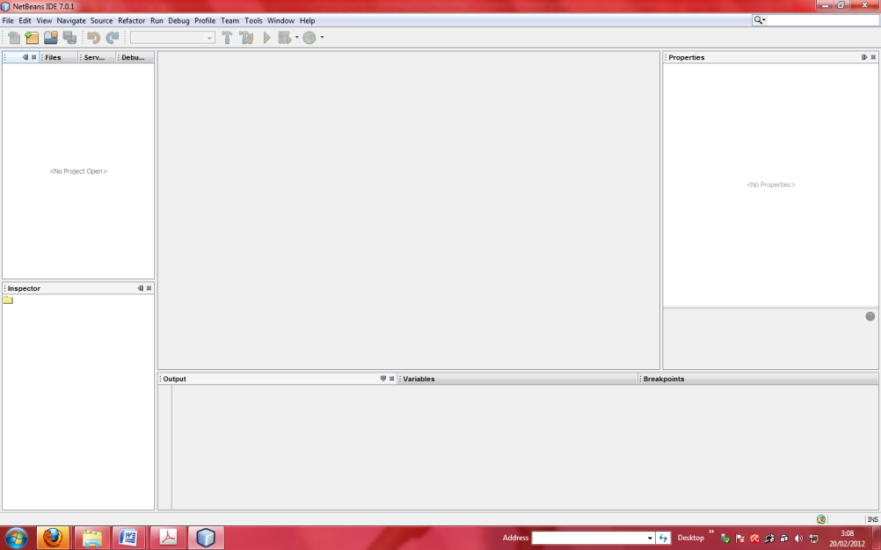 NetBeans IDE 7.0.1
File Edit View Navigate Source Refactor Run Debug Profile Team Tools Window Help
Files Serv... Debu...
Properties
<No Project Open>
<No Properties>
Inspector
Output Variables Breakpoints
INS
Address Desktop
3:08
20/02/2012